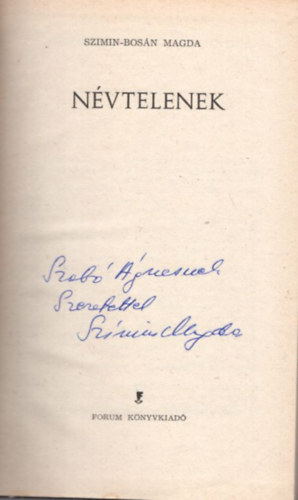 SZIMIN-BOSÁN MAGDA
NÉVTELENEK
Szabó Ágnesnek
Szeretettel
Szimin Magda
FORUM KÖNYVKIADÓ